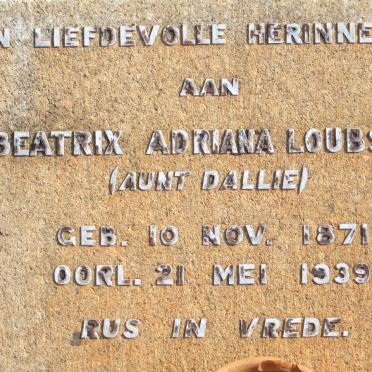 N LIEFDEVOLLE HERINNE
AAN
BEATRIX ADRIANA LOUBS
(AUNT DALLIE)
GEB. 10 NOV. 1871
OORL. 21 MEI 1939
RUS IN VREDE.